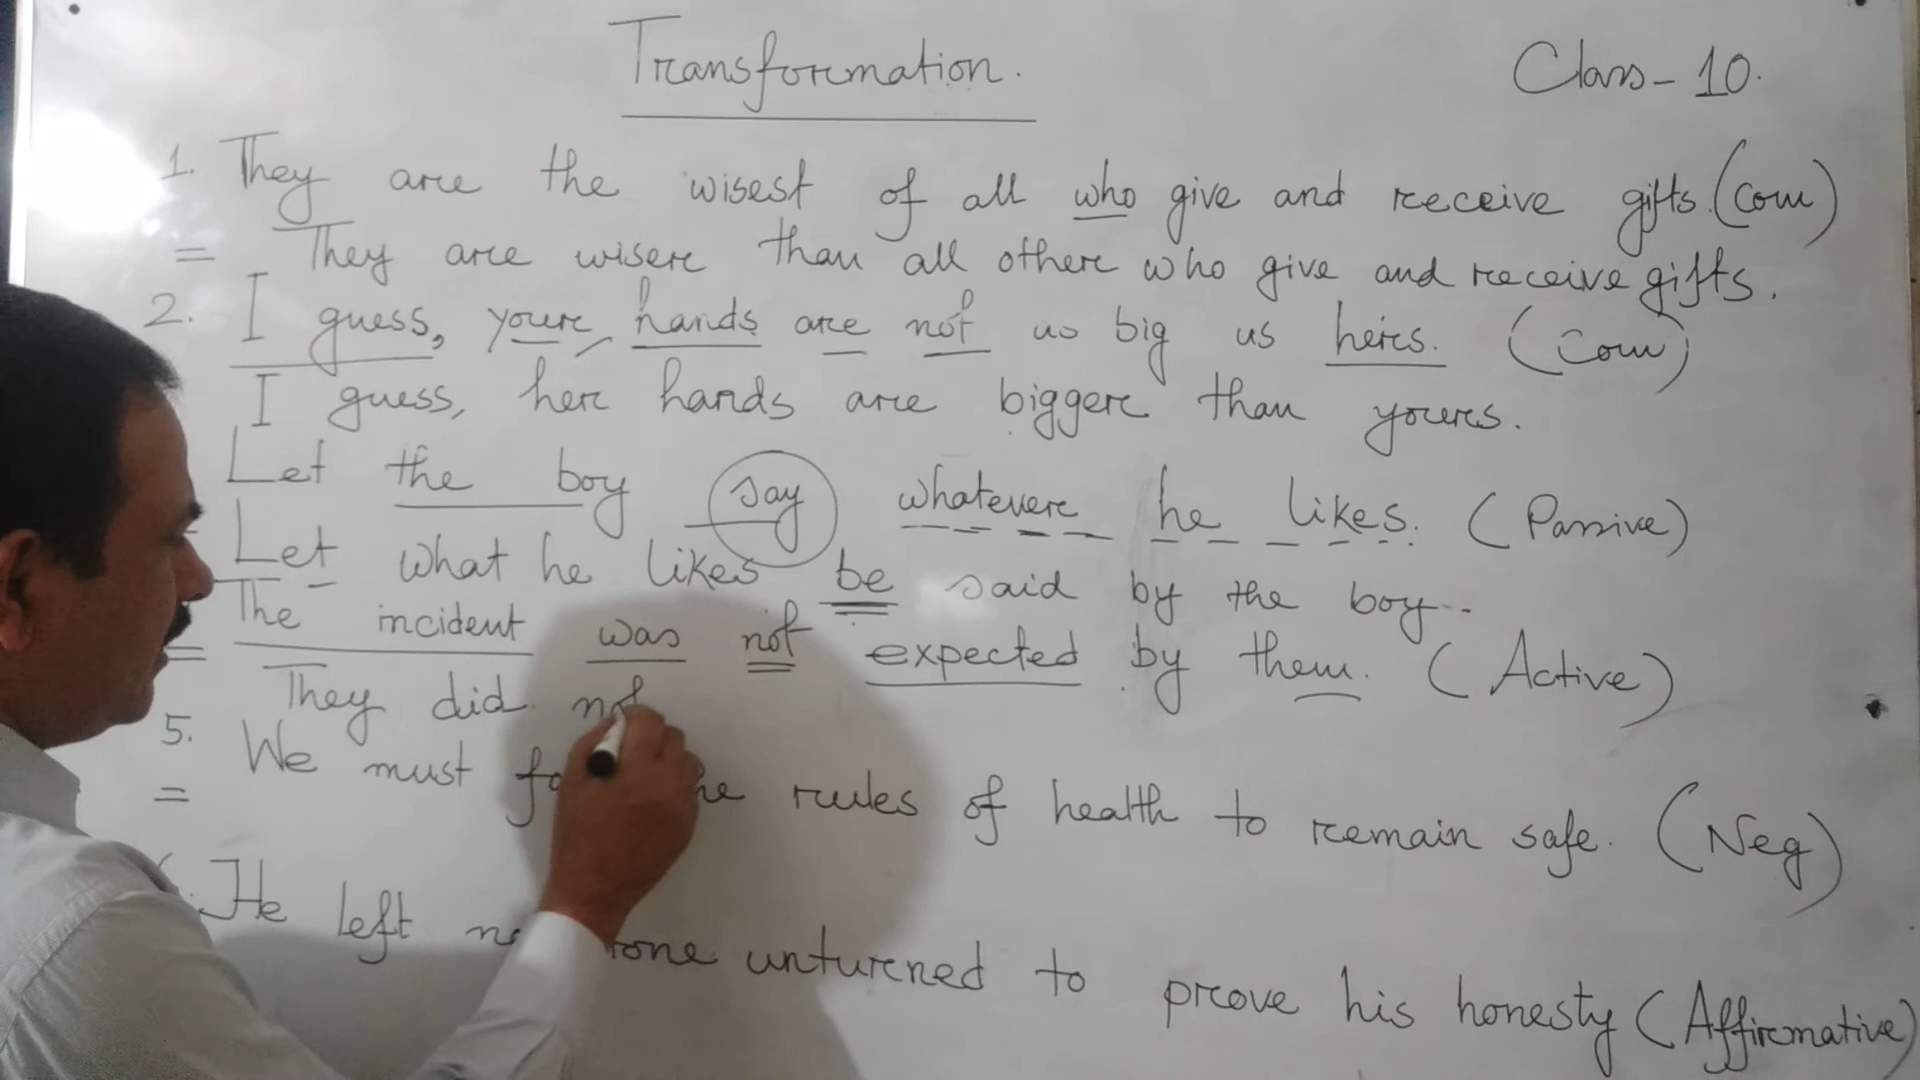 Transformation.
Class-10.
1. They are the wisest of all who give and receive gifts. (Com)
= They are wiser than all other who give and receive gifts.
2. I guess, your hands are not as big as hers. (Com)
I guess, her hands are bigger than yours.
Let the boy say whatever he likes. (Passive)
Let what he likes be said by the boy.
The incident was not expected by them. (Active)
= They did not
5. We must rules of health to remain safe. (Neg)
=
He left unturned to prove his honesty (Affirmative)